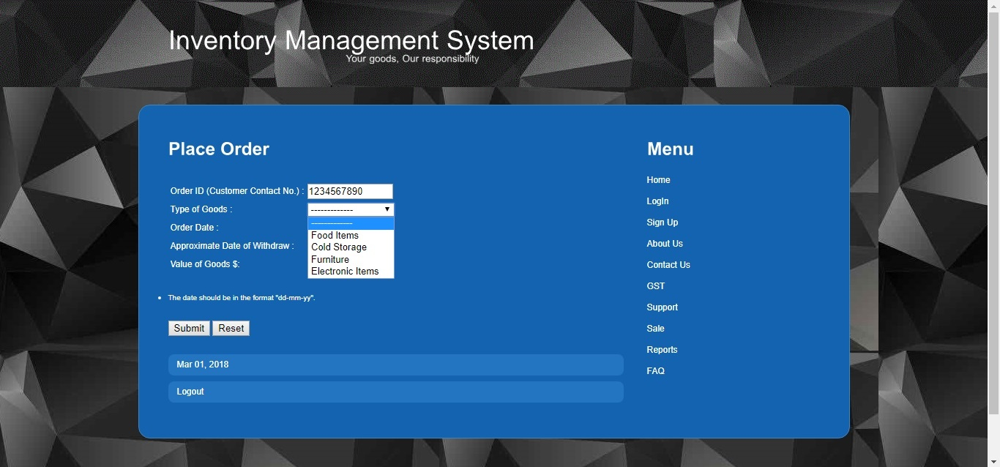 Inventory Management System
Your goods, Our responsibility
Place Order
Order ID (Customer Contact No.) : 1234567890
Type of Goods : -------------
-------------
Order Date :
Food Items
Approximate Date of Withdraw : Cold Storage
Furniture
Value of Goods $:
Electronic Items
The date should be in the format "dd-mm-yy".
Submit Reset
Mar 01, 2018
Logout
Menu
Home
LogIn
Sign Up
About Us
Contact Us
GST
Support
Sale
Reports
FAQ